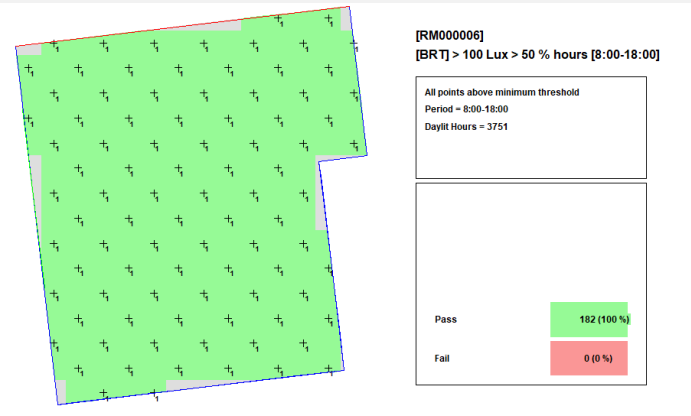 [RM000006]
[BRT] > 100 Lux > 50 % hours [8:00-18:00]
All points above minimum threshold
Period = 8:00-18:00
Daylit Hours = 3751
Pass 182 (100 %)
Fail 0 (0 %)